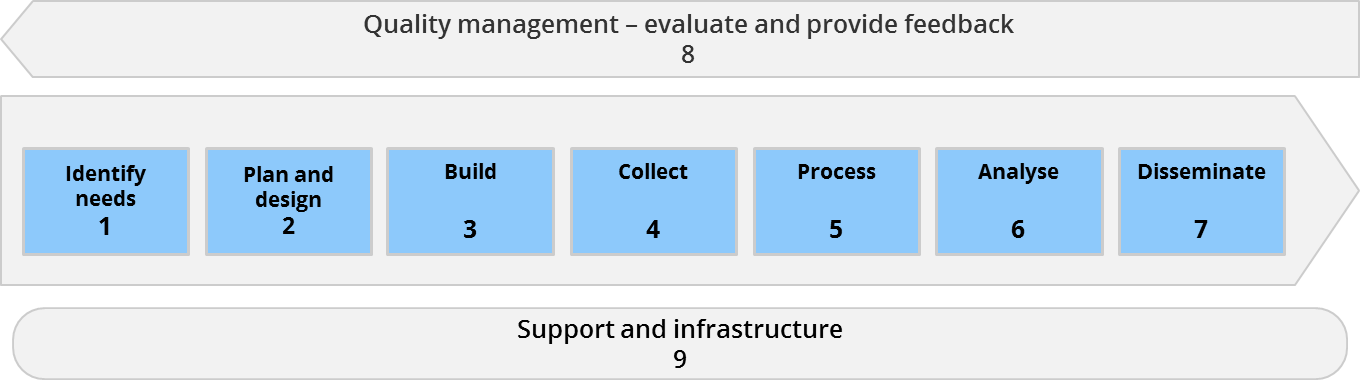 Quality management – evaluate and provide feedback
8
Identify
needs
1
Plan and
design
2
Build
3
Collect
4
Process
5
Analyse
6
Disseminate
7
Support and infrastructure
9